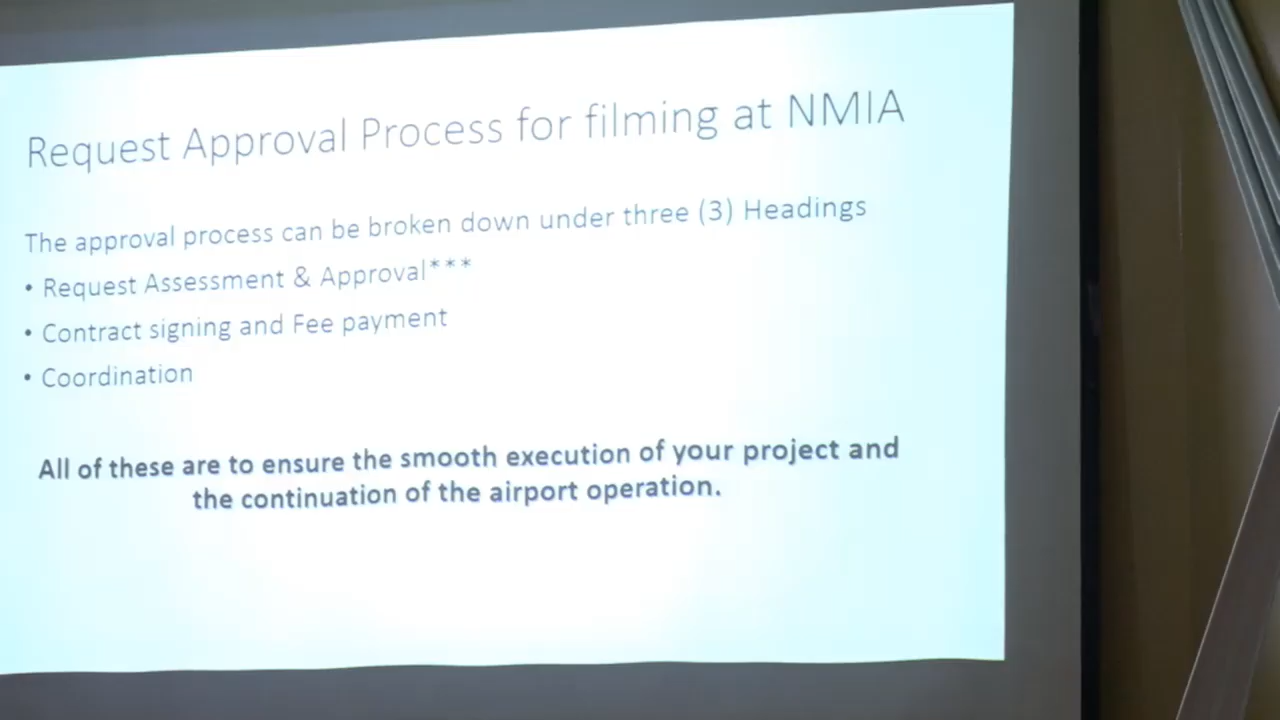 Request Approval Process for filming at NMIA
The approval process can be broken down under three (3) Headings
• Request Assessment & Approval***
• Contract signing and Fee payment
• Coordination
All of these are to ensure the smooth execution of your project and
the continuation of the airport operation.